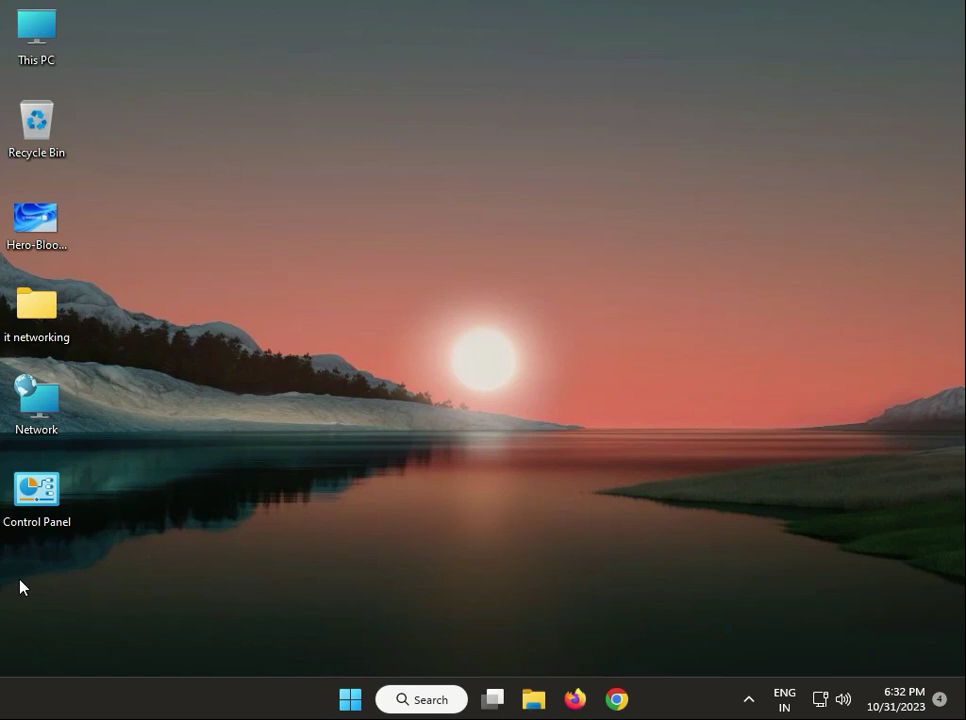 This PC
Recycle Bin
Hero-Bloo...
it networking
Network
Control Panel
Search
ENG
IN
6:32 PM
10/31/2023
4